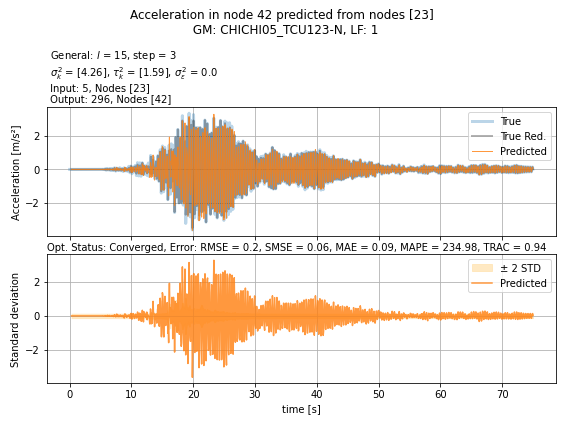 Acceleration in node 42 predicted from nodes [23]
GM: CHICHI05_TCU123-N, LF: 1
General: l = 15, step = 3
σ²ₖ = [4.26], τ²ₖ = [1.59], σ²ε = 0.0
Input: 5, Nodes [23]
Output: 296, Nodes [42]
Acceleration [m/s²]
2
0
−2
True
True Red.
Predicted
Opt. Status: Converged, Error: RMSE = 0.2, SMSE = 0.06, MAE = 0.09, MAPE = 234.98, TRAC = 0.94
Standard deviation
2
0
−2
± 2 STD
Predicted
0 10 20 30 40 50 60 70
time [s]